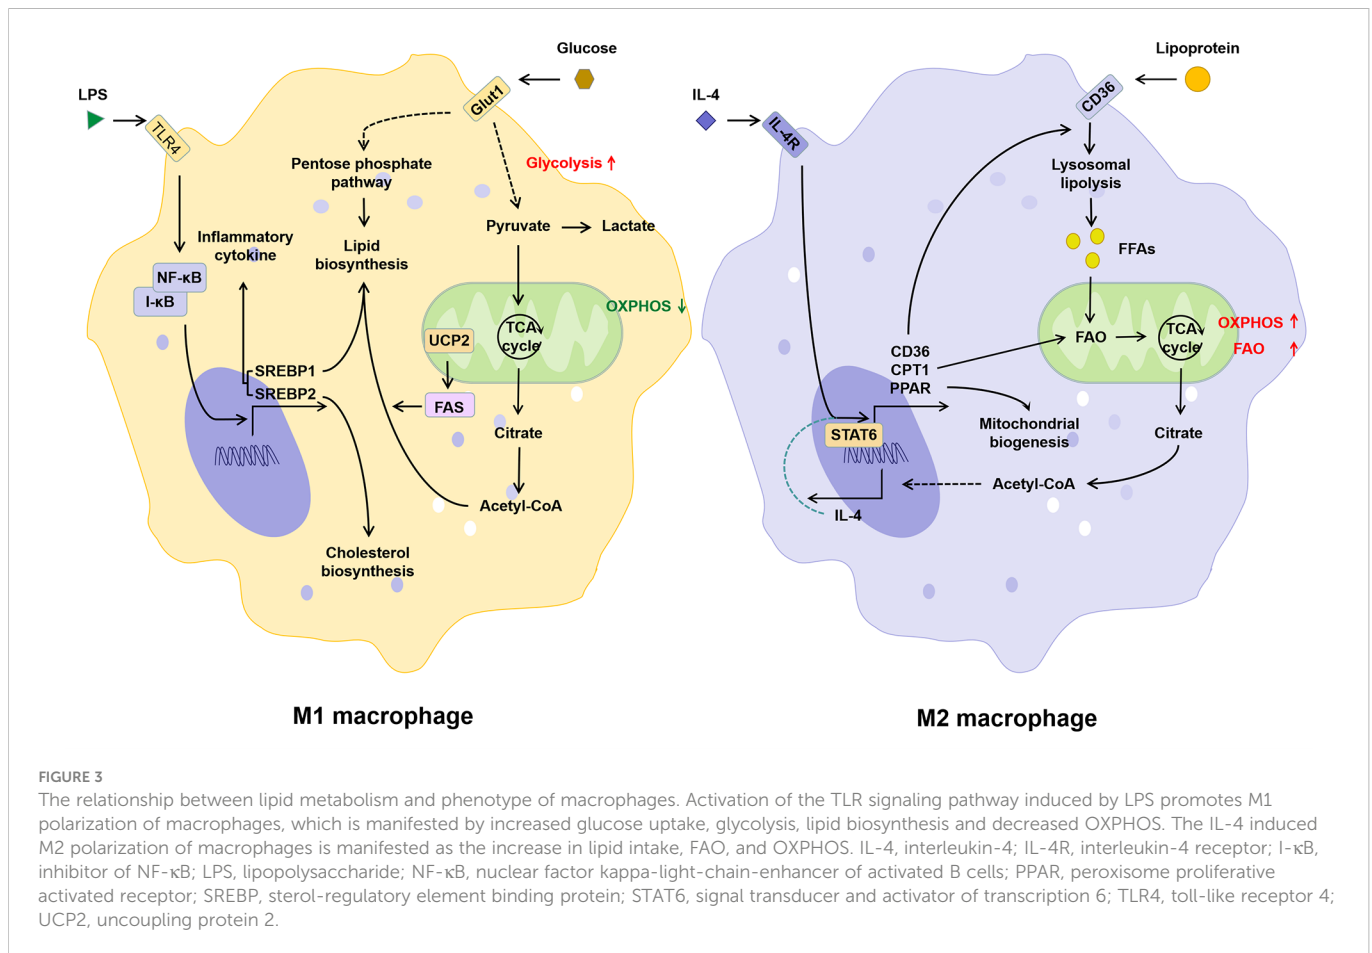 LPS
TLR4
Glucose
Glut1
Glycolysis ↑
Pentose phosphate
pathway
Inflammatory
cytokine
Lipid
biosynthesis
Pyruvate
Lactate
NF-κB
I-κB
OXPHOS ↓
UCP2
TCA
cycle
SREBP1
SREBP2
FAS
Citrate
Acetyl-CoA
Cholesterol
biosynthesis
M1 macrophage
IL-4
IL-4R
Lipoprotein
CD36
Lysosomal
lipolysis
FFAs
FAO
TCA
cycle
OXPHOS ↑
FAO ↑
CD36
CPT1
PPAR
STAT6
Mitochondrial
biogenesis
Citrate
Acetyl-CoA
IL-4
M2 macrophage
FIGURE 3
The relationship between lipid metabolism and phenotype of macrophages. Activation of the TLR signaling pathway induced by LPS promotes M1
polarization of macrophages, which is manifested by increased glucose uptake, glycolysis, lipid biosynthesis and decreased OXPHOS. The IL-4 induced
M2 polarization of macrophages is manifested as the increase in lipid intake, FAO, and OXPHOS. IL-4, interleukin-4; IL-4R, interleukin-4 receptor; I-κB,
inhibitor of NF-κB; LPS, lipopolysaccharide; NF-κB, nuclear factor kappa-light-chain-enhancer of activated B cells; PPAR, peroxisome proliferative
activated receptor; SREBP, sterol-regulatory element binding protein; STAT6, signal transducer and activator of transcription 6; TLR4, toll-like receptor 4;
UCP2, uncoupling protein 2.